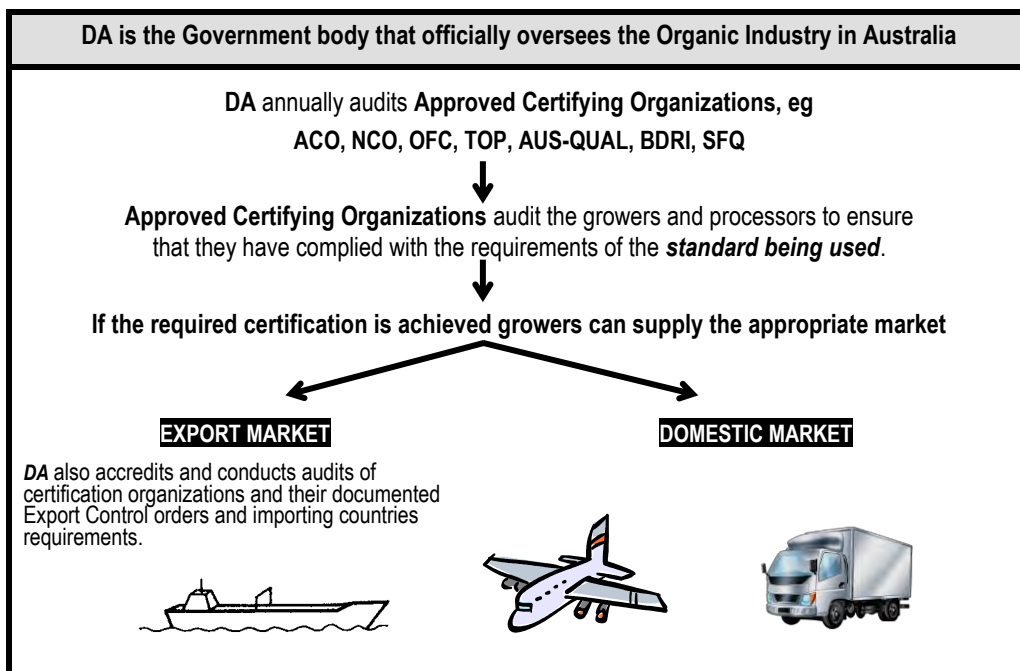 DA is the Government body that officially oversees the Organic Industry in Australia
DA annually audits Approved Certifying Organizations, eg
ACO, NCO, OFC, TOP, AUS-QUAL, BDRI, SFQ
Approved Certifying Organizations audit the growers and processors to ensure
that they have complied with the requirements of the standard being used.
If the required certification is achieved growers can supply the appropriate market
EXPORT MARKET
DA also accredits and conducts audits of
certification organizations and their documented
Export Control orders and importing countries
requirements.
DOMESTIC MARKET